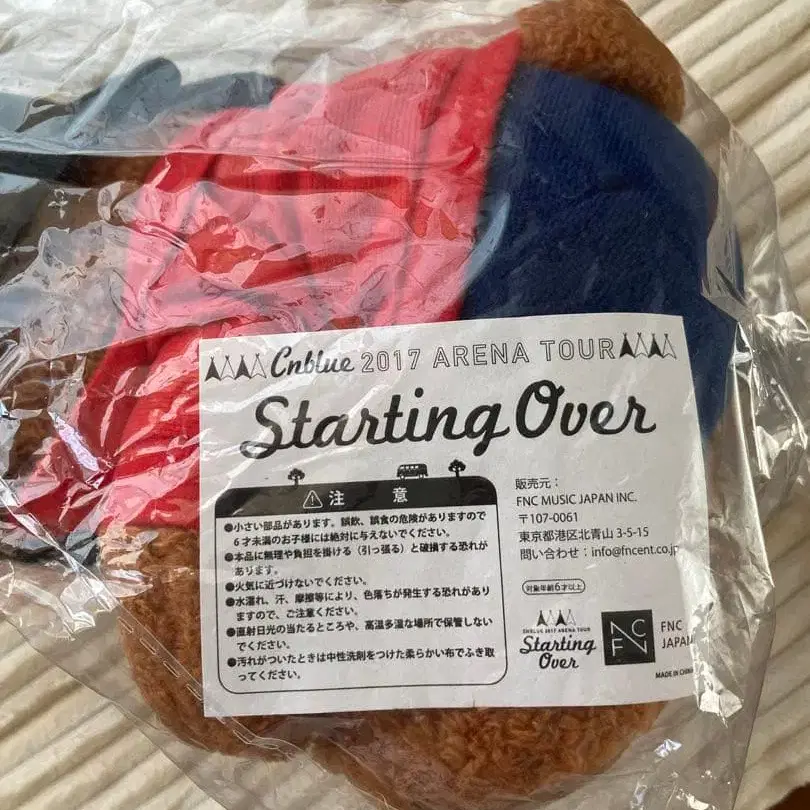 Cnblue 2017 ARENA TOUR
Starting Over
注 意
●小さい部品があります。誤飲、誤食の危険がありますので
6才未満のお子様には絶対に与えないでください。
●本品に無理や負担を掛ける（引っ張る）と破損する恐れが
あります。
●火気に近づけないでください。
●水濡れ、汗、摩擦等により、色落ちが発生する恐れがあり
ますので、ご注意ください。
●直射日光の当たるところや、高温多湿な場所で保管しない
でください。
●汚れがついたときは中性洗剤をつけた柔らかい布でふき取
ってください。
販売元：
FNC MUSIC JAPAN INC.
〒107-0061
東京都港区北青山 3-5-15
問い合わせ：info@fncent.co.jp
対象年齢6才以上
CNBLUE 2017 ARENA TOUR
Starting
Over
FNC
JAPAN
MADE IN CHINA